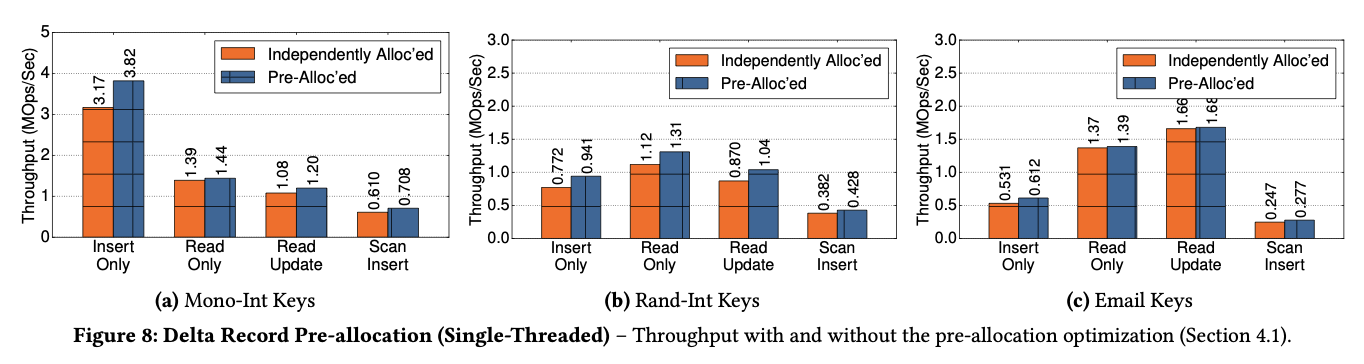 Throughput (MOps/Sec)
5
4
3
2
1
0
Independently Alloc'ed
Pre-Alloc'ed
3.17
3.82
1.39
1.44
1.08
1.20
0.610
0.708
Insert Only
Read Only
Read Update
Scan Insert
(a) Mono-Int Keys
Throughput (MOps/Sec)
3.0
2.5
2.0
1.5
1.0
0.5
0.0
Independently Alloc'ed
Pre-Alloc'ed
0.772
0.941
1.12
1.31
0.870
1.04
0.382
0.428
Insert Only
Read Only
Read Update
Scan Insert
(b) Rand-Int Keys
Throughput (MOps/Sec)
3.0
2.5
2.0
1.5
1.0
0.5
0.0
Independently Alloc'ed
Pre-Alloc'ed
0.531
0.612
1.37
1.39
1.66
1.68
0.247
0.277
Insert Only
Read Only
Read Update
Scan Insert
(c) Email Keys
Figure 8: Delta Record Pre-allocation (Single-Threaded) – Throughput with and without the pre-allocation optimization (Section 4.1).